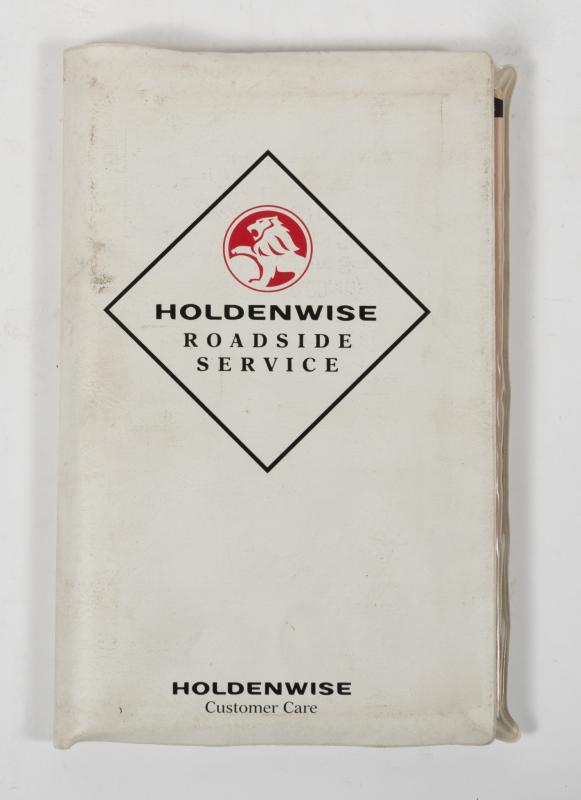 HOLDENWISE
ROADSIDE
SERVICE
HOLDENWISE
Customer Care